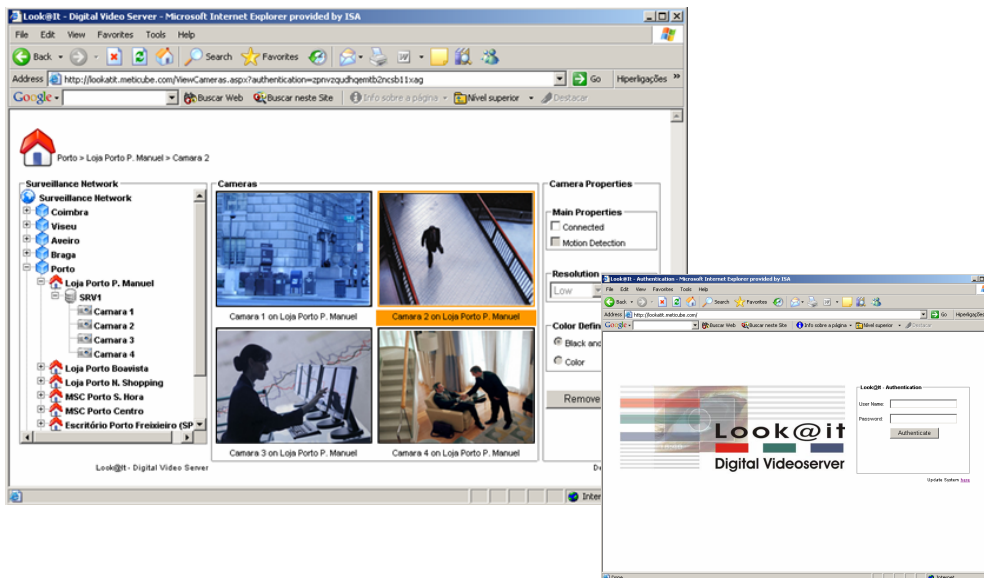 Look@It - Digital Video Server - Microsoft Internet Explorer provided by ISA
File Edit View Favorites Tools Help
Back Search Favorites
Address http://lookatit.meticube.com/ViewCameras.aspx?authentication=zpnvzqudhqemtb2ncsb11xag Go Hiperligações »
Google Buscar Web Buscar neste Site Info sobre a página Nível superior Destacar
Porto > Loja Porto P. Manuel > Camara 2
Surveillance Network
Surveillance Network
Coimbra
Viseu
Aveiro
Braga
Porto
Loja Porto P. Manuel
SRV1
Camara 1
Camara 2
Camara 3
Camara 4
Loja Porto Boavista
Loja Porto N. Shopping
MSC Porto S. Hora
MSC Porto Centro
Escritório Porto Freixieiro (SP
Cameras
Camara 1 on Loja Porto P. Manuel
Camara 2 on Loja Porto P. Manuel
Camara 3 on Loja Porto P. Manuel
Camara 4 on Loja Porto P. Manuel
Camera Properties
Main Properties
Connected
Motion Detection
Resolution
Low
Color Defin
Black and
Color
Remove
Look@It - Digital Video Server
De
Inter
Look@It - Authentication - Microsoft Internet Explorer provided by ISA
File Edit View Favorites Tools Help
Back Search Favorites
Address http://lookatit.meticube.com/ Go Hiperligações
Google Buscar Web Buscar neste Site Info sobre a página Nível superior Destacar
Look@it
Digital Videoserver
Look@It - Authentication
User Name:
Password:
Authenticate
Update System here
Done
Internet